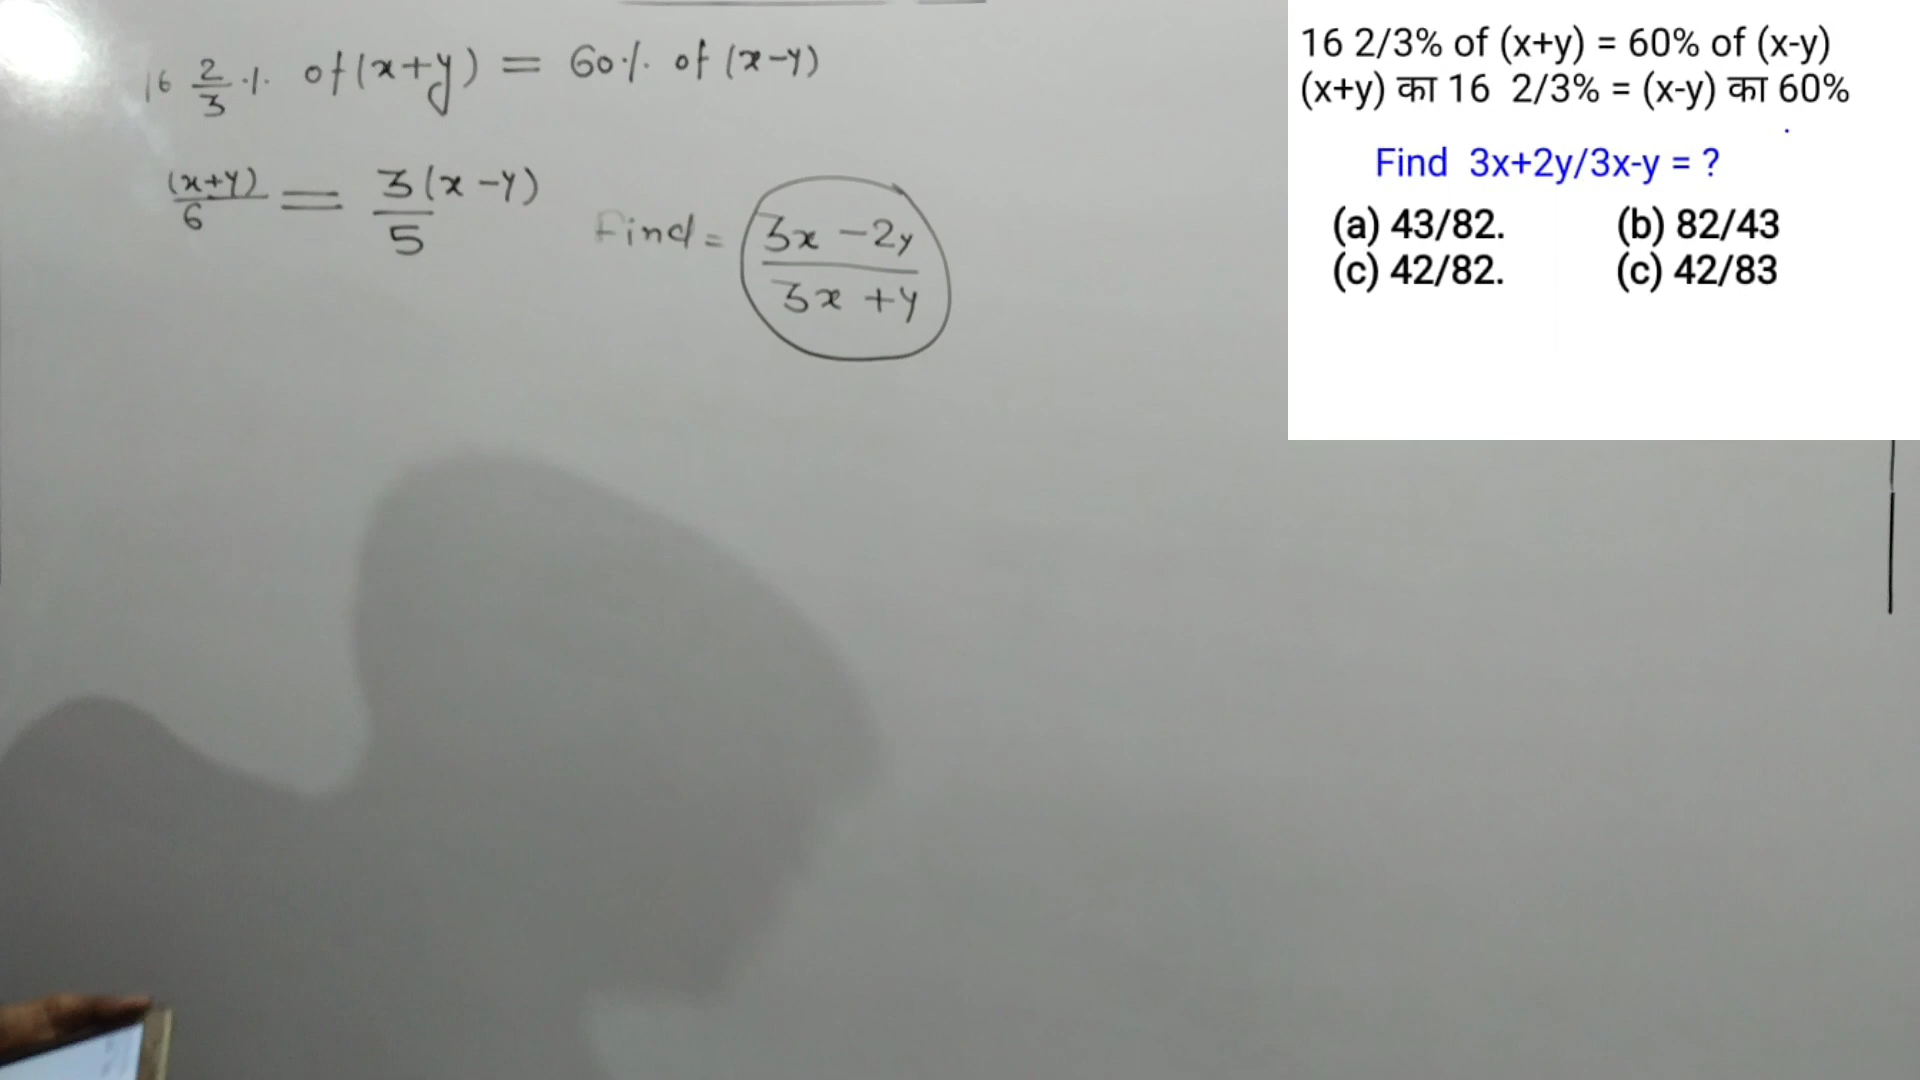 16 2/3 % of (x+y) = 60% of (x-y)
(x+y)/6 = 3/5 (x-y)
Find = 3x-2y/3x+y
16 2/3% of (x+y) = 60% of (x-y)
(x+y) का 16 2/3% = (x-y) का 60%
Find 3x+2y/3x-y = ?
(a) 43/82. (b) 82/43
(c) 42/82. (c) 42/83